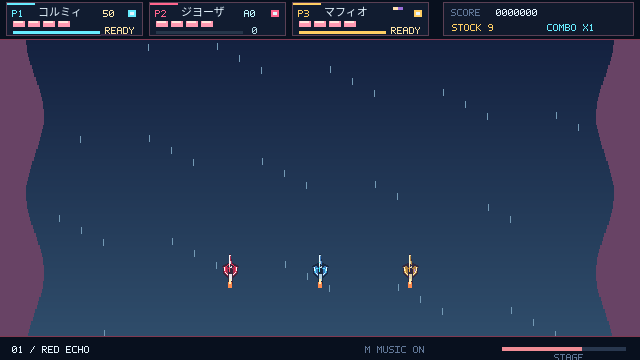 P1 コルミィ 50
READY
P2 ジヨーザ A0
0
P3 マフィオ
READY
SCORE 0000000
STOCK 9 COMBO X1
01 / RED ECHO
M MUSIC ON
STAGE